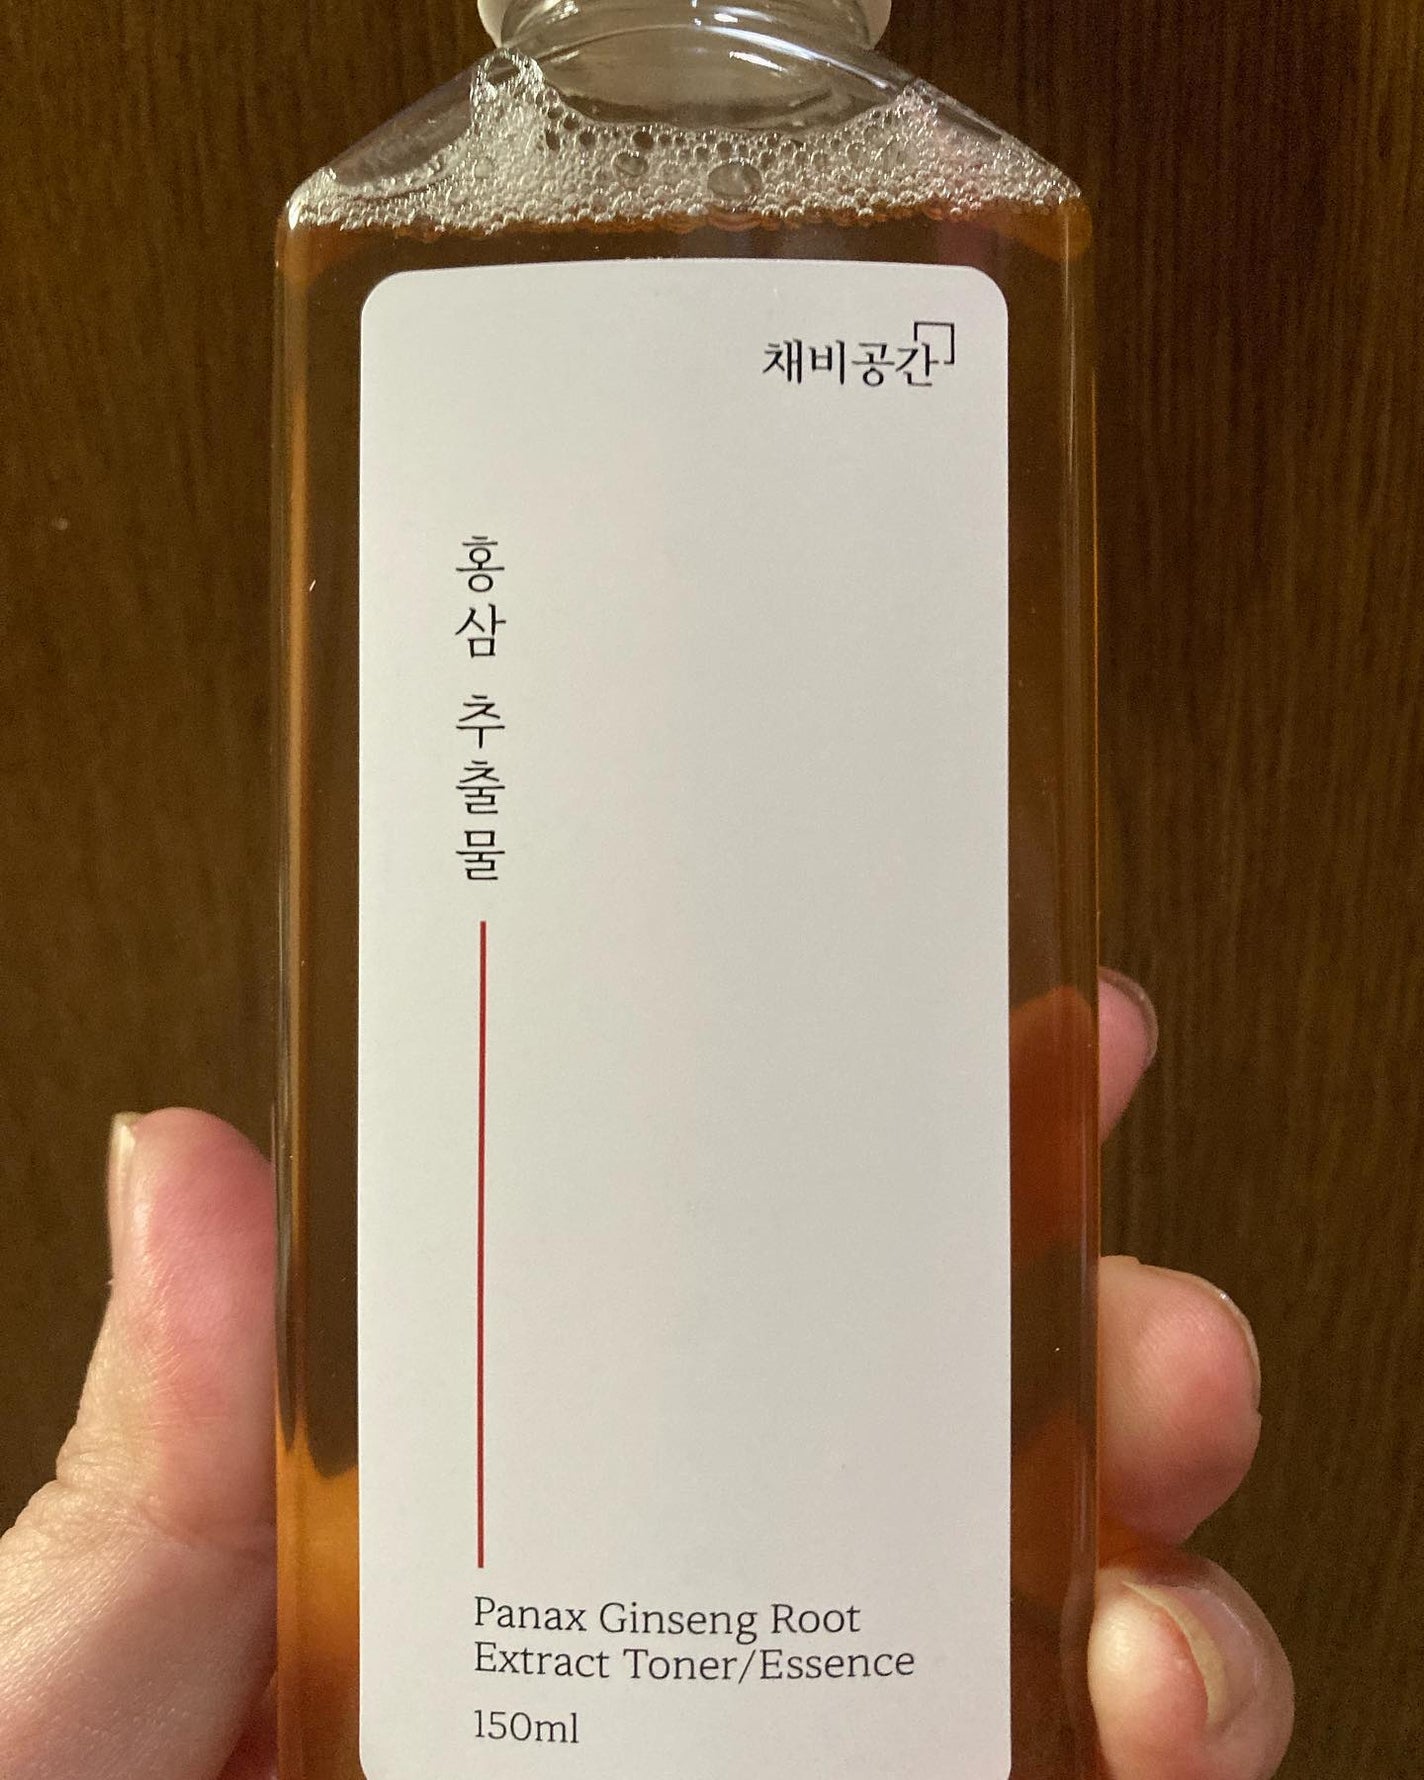 채비공간
홍삼 추출물
Panax Ginseng Root
Extract Toner/Essence
150ml